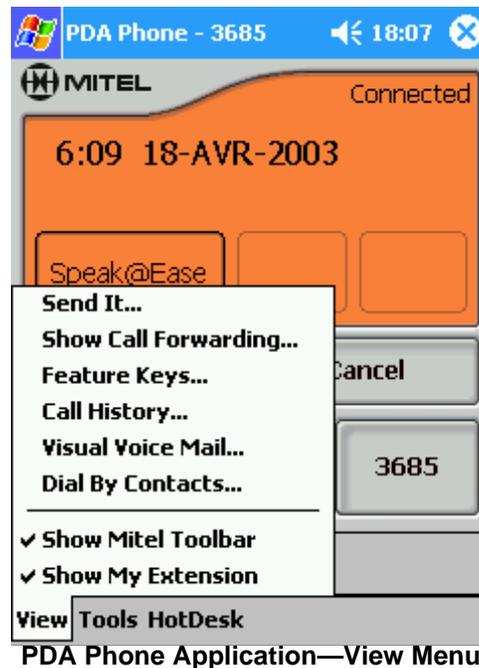 PDA Phone - 3685 18:07
MITEL
Connected
6:09 18-AVR-2003
Speak@Ease
Send It...
Show Call Forwarding...
Feature Keys...
Call History...
Visual Voice Mail...
Dial By Contacts...
Show Mitel Toolbar
Show My Extension
Cancel
3685
View Tools HotDesk
PDA Phone Application—View Menu